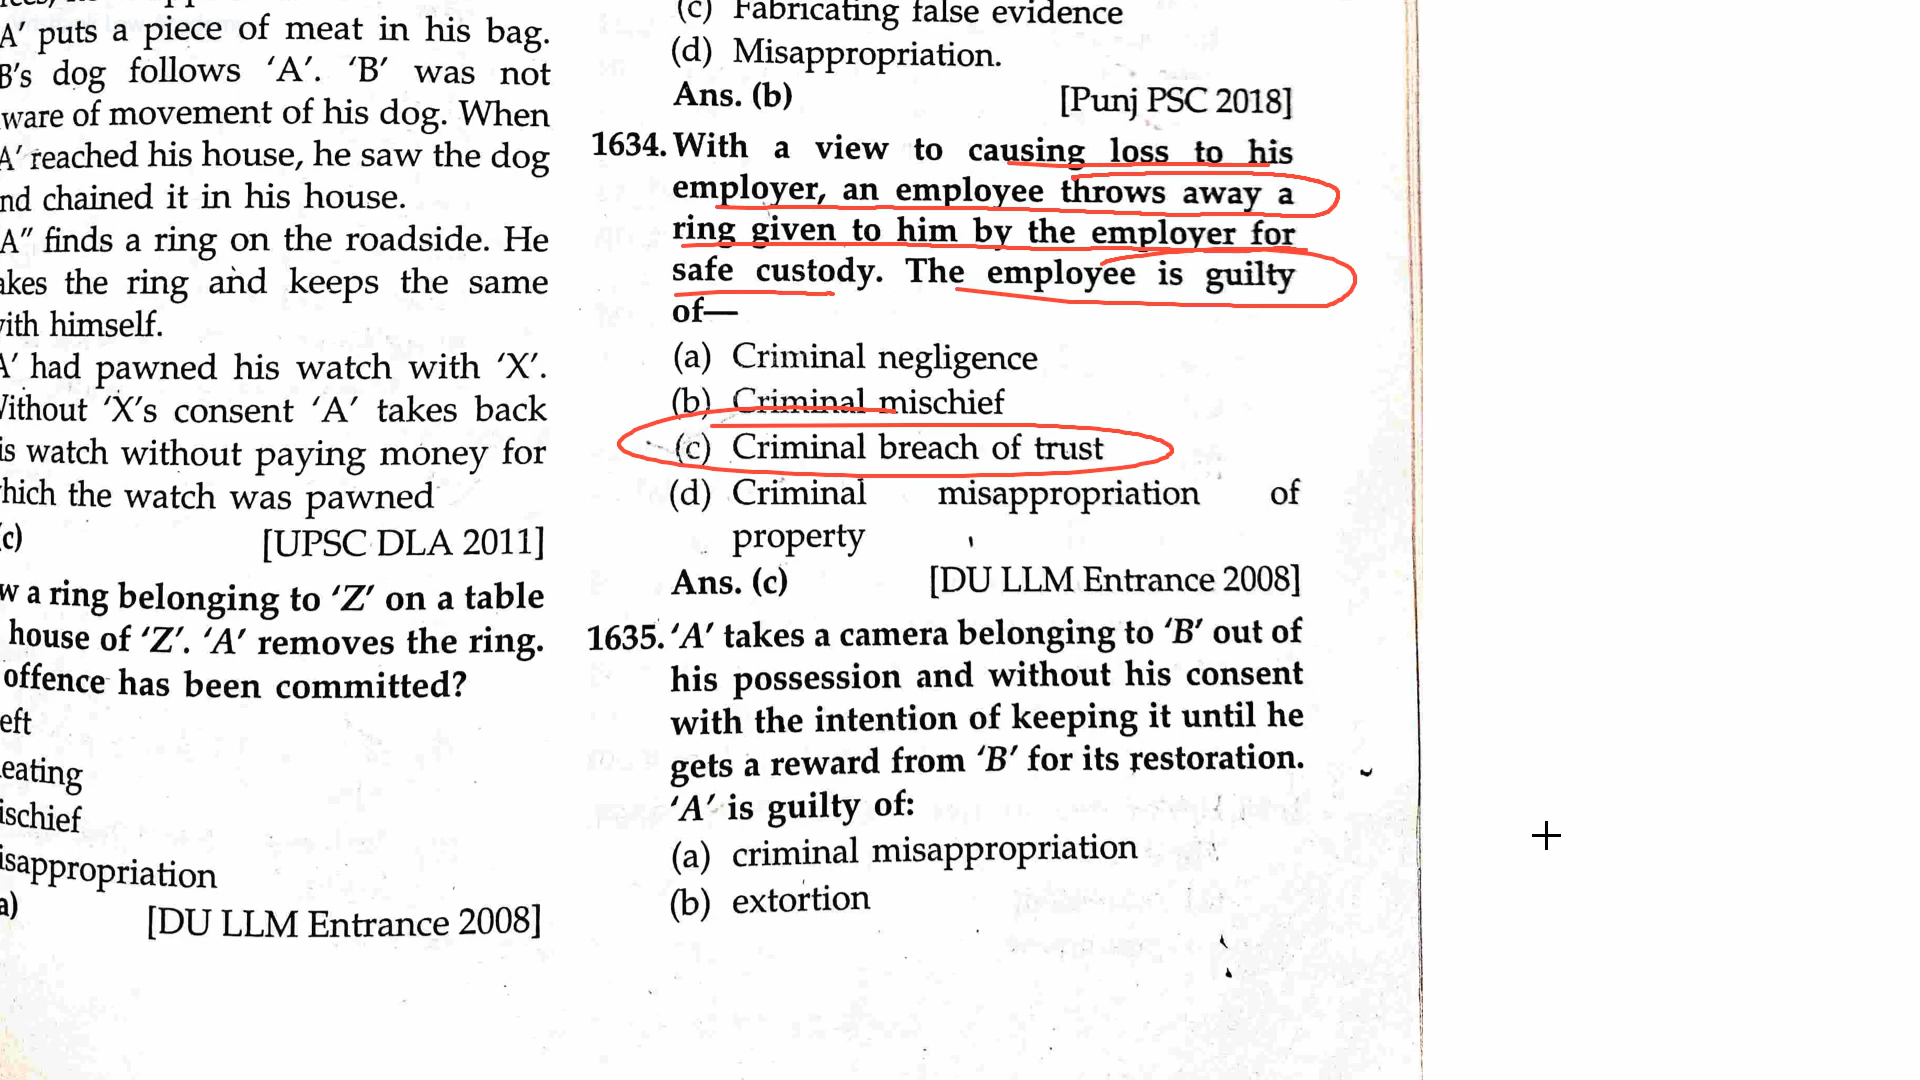 A’ puts a piece of meat in his bag.
B’s dog follows ‘A’. ‘B’ was not
ware of movement of his dog. When
A’ reached his house, he saw the dog
nd chained it in his house.
A” finds a ring on the roadside. He
akes the ring and keeps the same
ith himself.
A’ had pawned his watch with ‘X’.
Without ‘X’s consent ‘A’ takes back
is watch without paying money for
hich the watch was pawned
c) [UPSC DLA 2011]
w a ring belonging to ‘Z’ on a table
house of ‘Z’. ‘A’ removes the ring.
offence has been committed?
eft
eating
ischief
isappropriation
a) [DU LLM Entrance 2008]
(c) Fabricating false evidence
(d) Misappropriation.
Ans. (b) [Punj PSC 2018]
1634. With a view to causing loss to his
employer, an employee throws away a
ring given to him by the employer for
safe custody. The employee is guilty
of—
(a) Criminal negligence
(b) Criminal mischief
(c) Criminal breach of trust
(d) Criminal misappropriation of
property
Ans. (c) [DU LLM Entrance 2008]
1635. ‘A’ takes a camera belonging to ‘B’ out of
his possession and without his consent
with the intention of keeping it until he
gets a reward from ‘B’ for its restoration.
‘A’ is guilty of:
(a) criminal misappropriation
(b) extortion